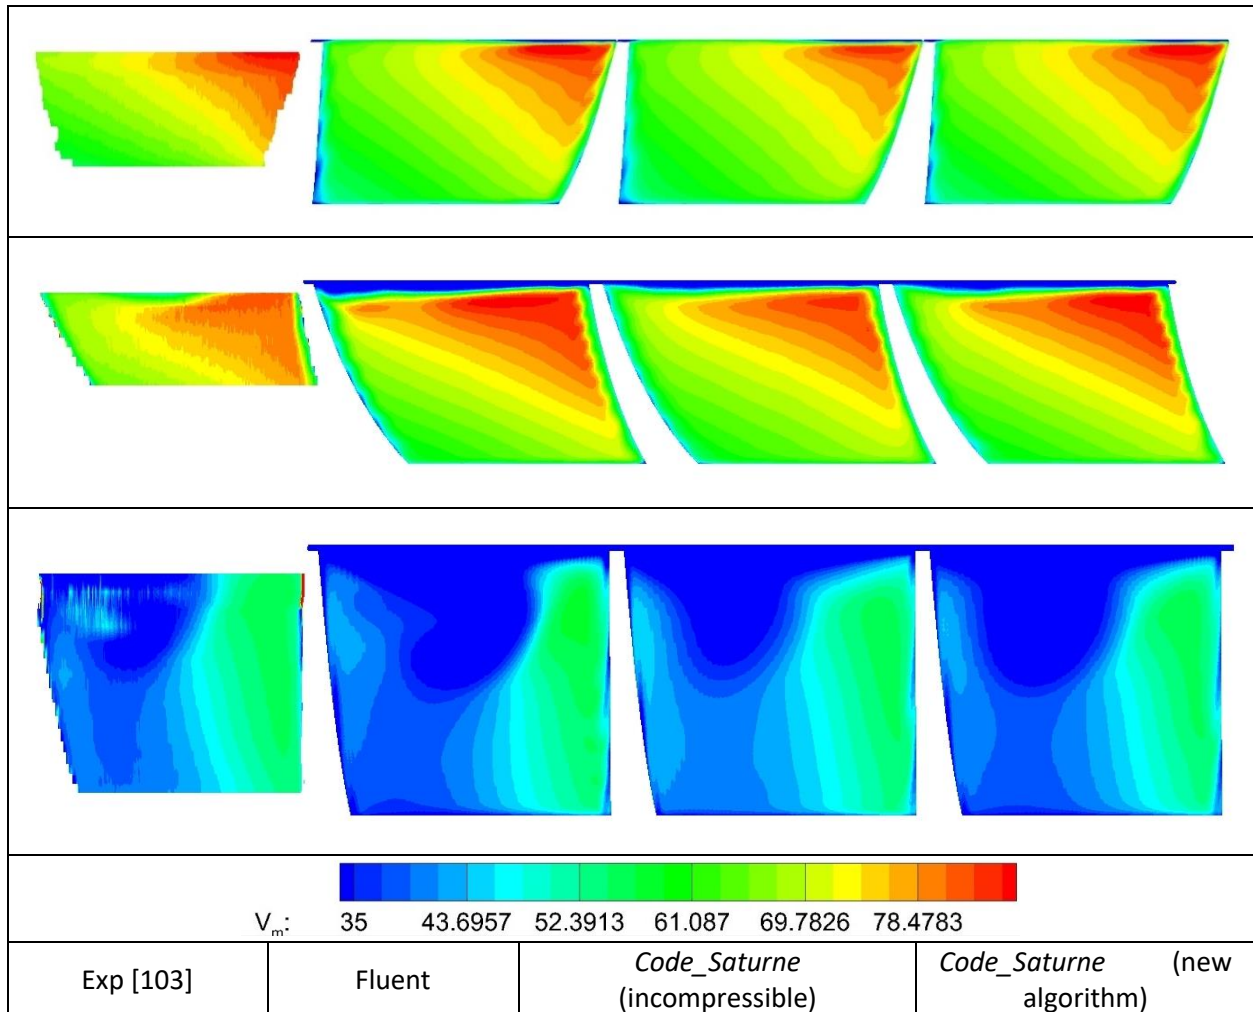 Vm: 35 43.6957 52.3913 61.087 69.7826 78.4783
Exp [103] Fluent Code_Saturne (incompressible) Code_Saturne (new algorithm)